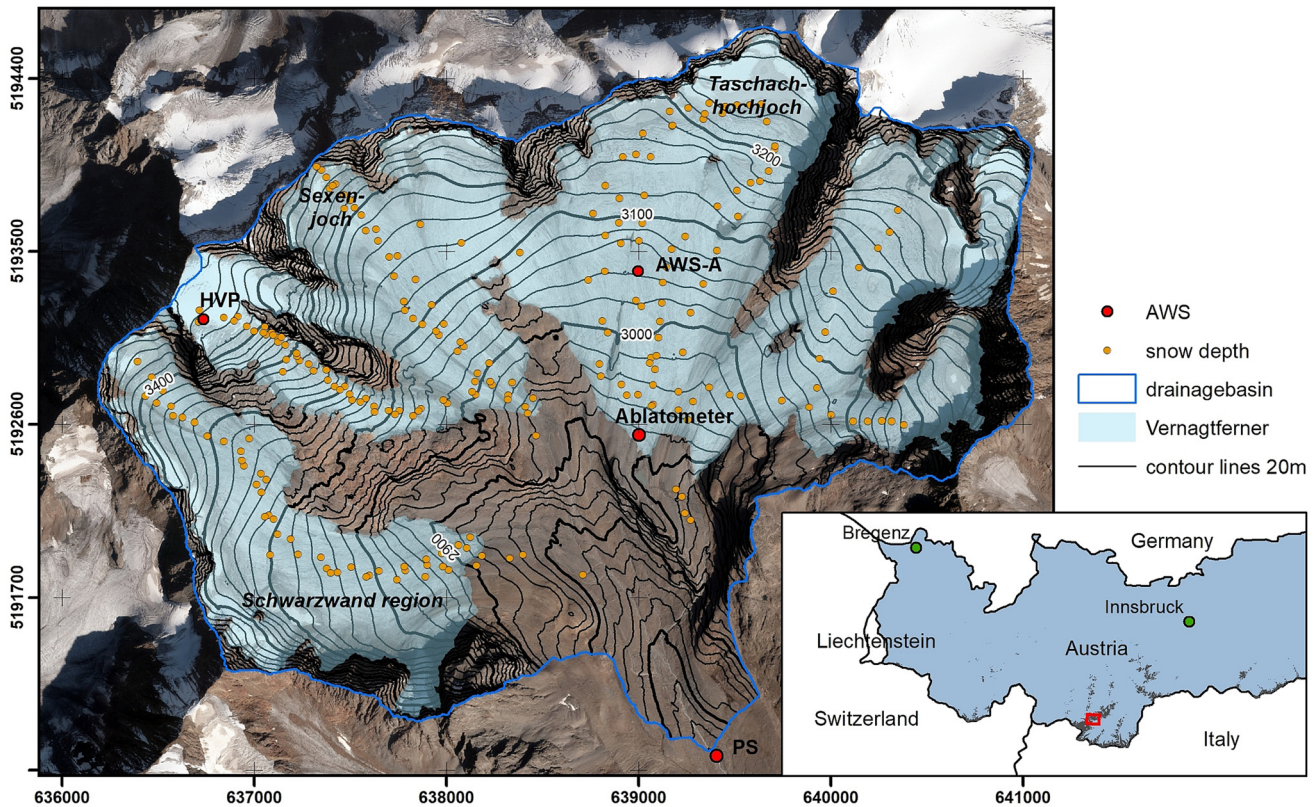 5194400
5193500
5192600
5191700
Taschach-
hochjoch
3200
Sexen-
joch
3100
AWS-A
HVP
3000
3400
Ablatometer
2900
Schwarzwand region
PS
AWS
snow depth
drainagebasin
Vernagtferner
contour lines 20m
Bregenz
Germany
Innsbruck
Liechtenstein
Austria
Switzerland
Italy
636000
637000
638000
639000
640000
641000